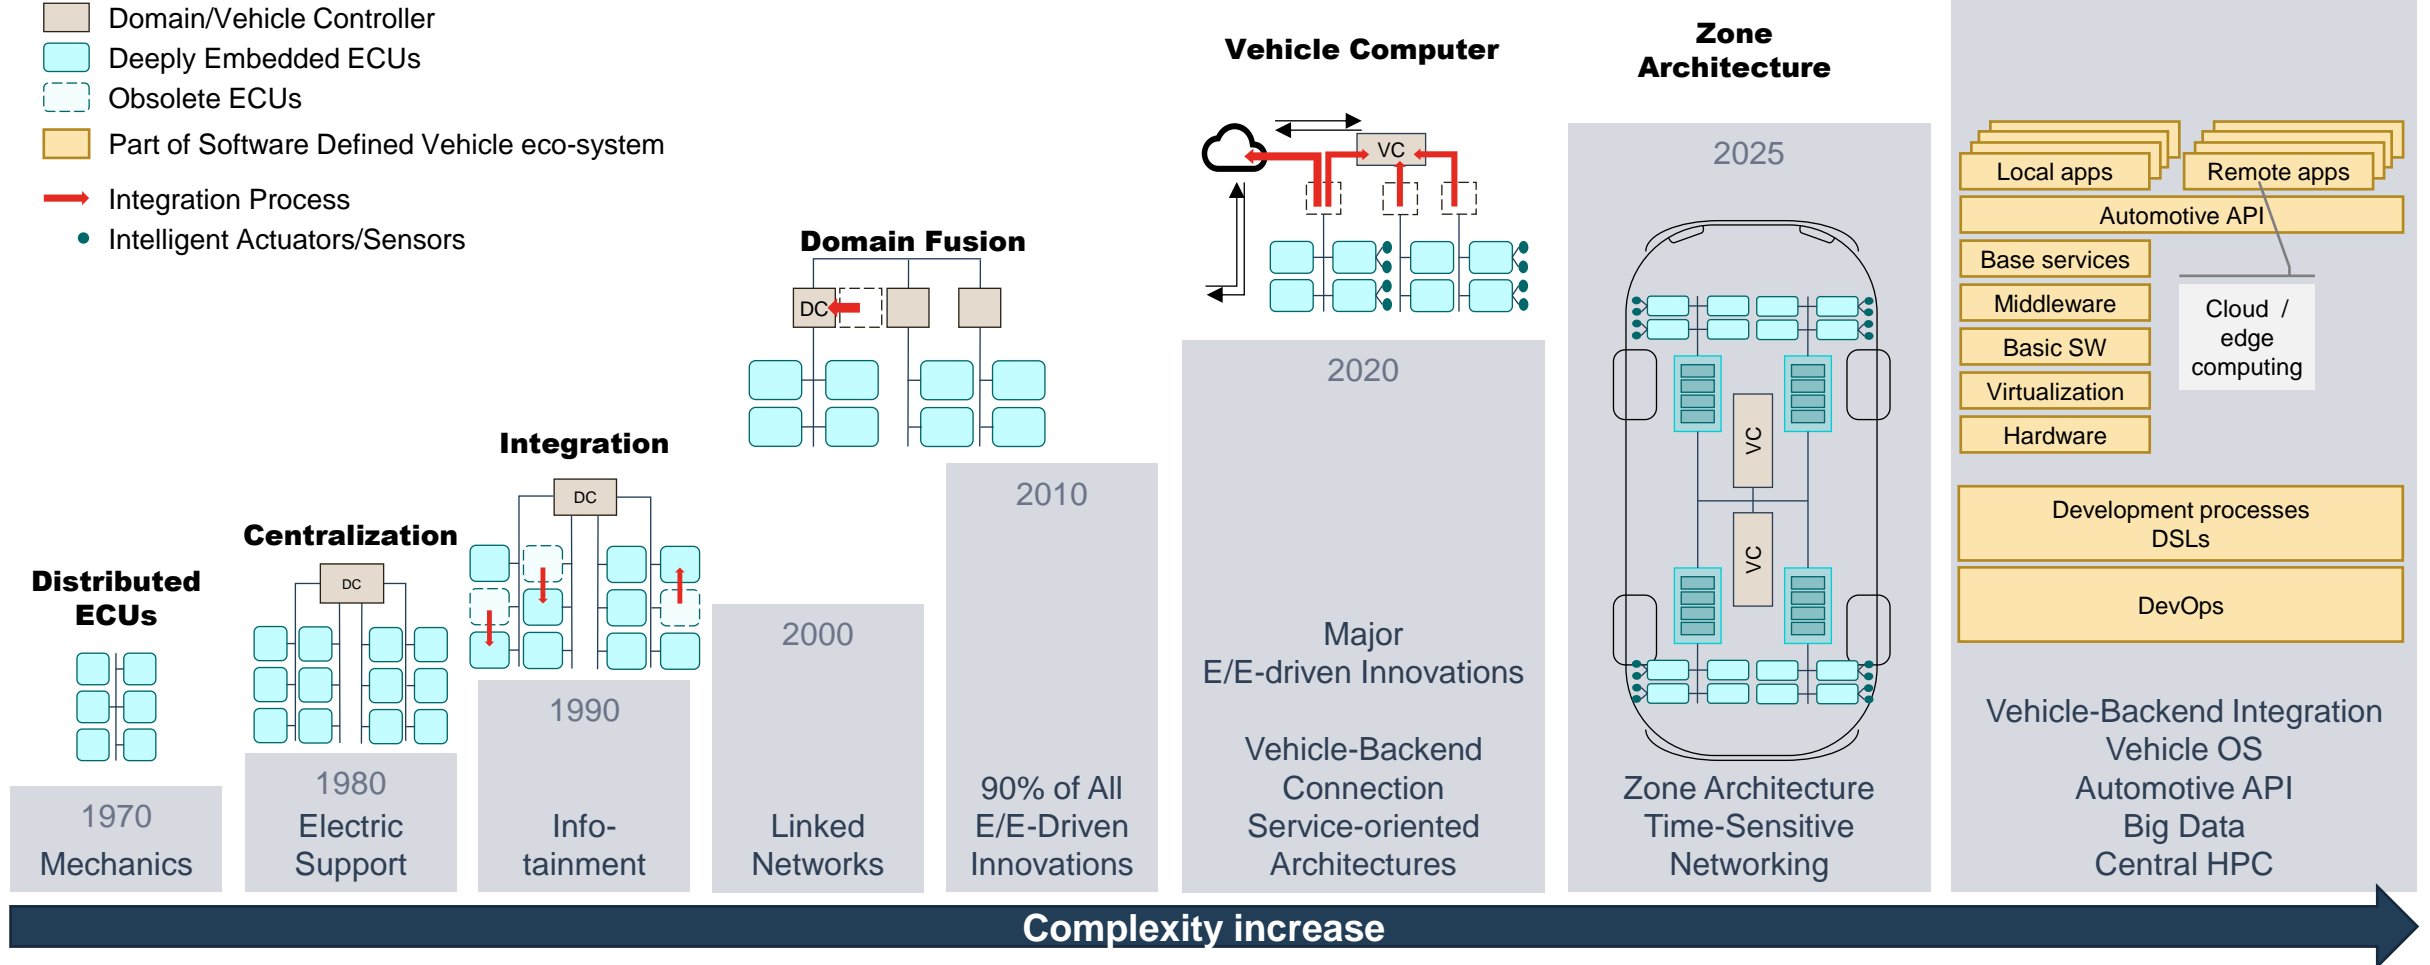 Domain/Vehicle Controller
Deeply Embedded ECUs
Obsolete ECUs
Part of Software Defined Vehicle eco-system
Integration Process
Intelligent Actuators/Sensors
Distributed
ECUs
1970
Mechanics
Centralization
DC
1980
Electric
Support
Integration
DC
1990
Info-
tainment
2000
Linked
Networks
Domain Fusion
DC
2010
90% of All
E/E-Driven
Innovations
Vehicle Computer
VC
2020
Major
E/E-driven Innovations
Vehicle-Backend
Connection
Service-oriented
Architectures
Zone
Architecture
2025
VC
VC
Zone Architecture
Time-Sensitive
Networking
Local apps
Remote apps
Automotive API
Base services
Middleware
Basic SW
Virtualization
Hardware
Cloud /
edge
computing
Development processes
DSLs
DevOps
Vehicle-Backend Integration
Vehicle OS
Automotive API
Big Data
Central HPC
Complexity increase